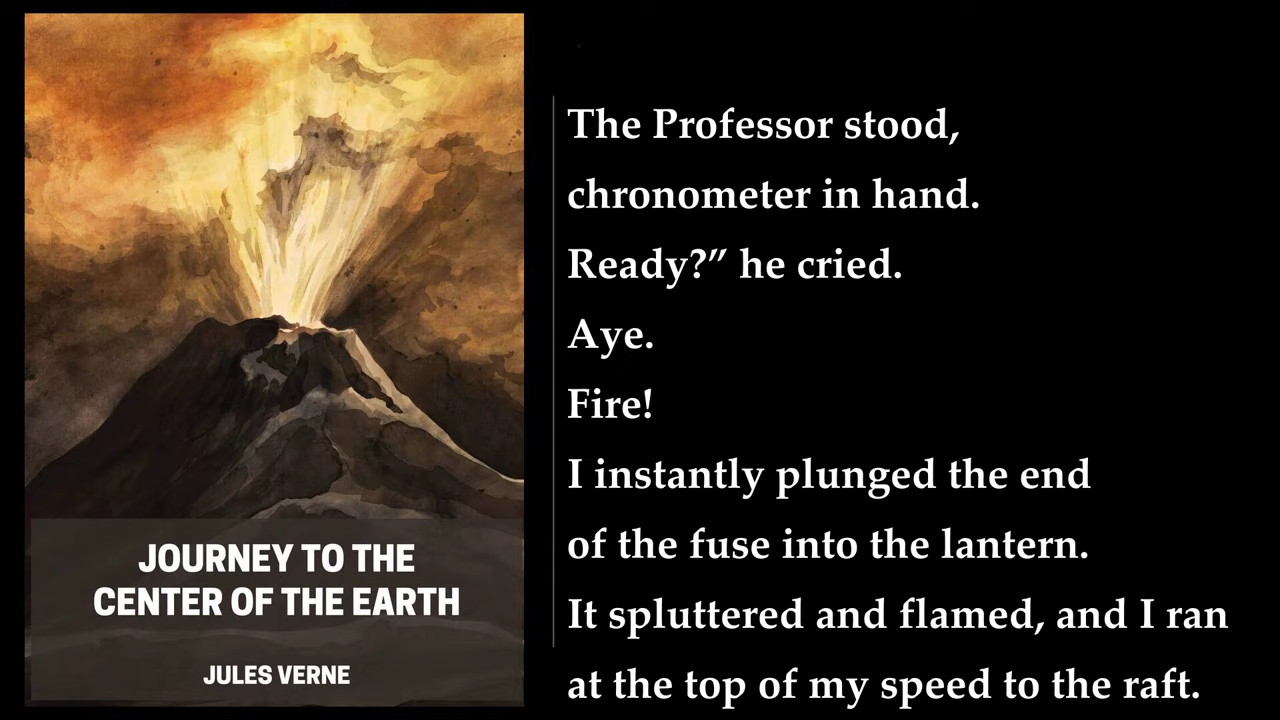 JOURNEY TO THE
CENTER OF THE EARTH
JULES VERNE
The Professor stood,
chronometer in hand.
Ready?” he cried.
Aye.
Fire!
I instantly plunged the end
of the fuse into the lantern.
It spluttered and flamed, and I ran
at the top of my speed to the raft.